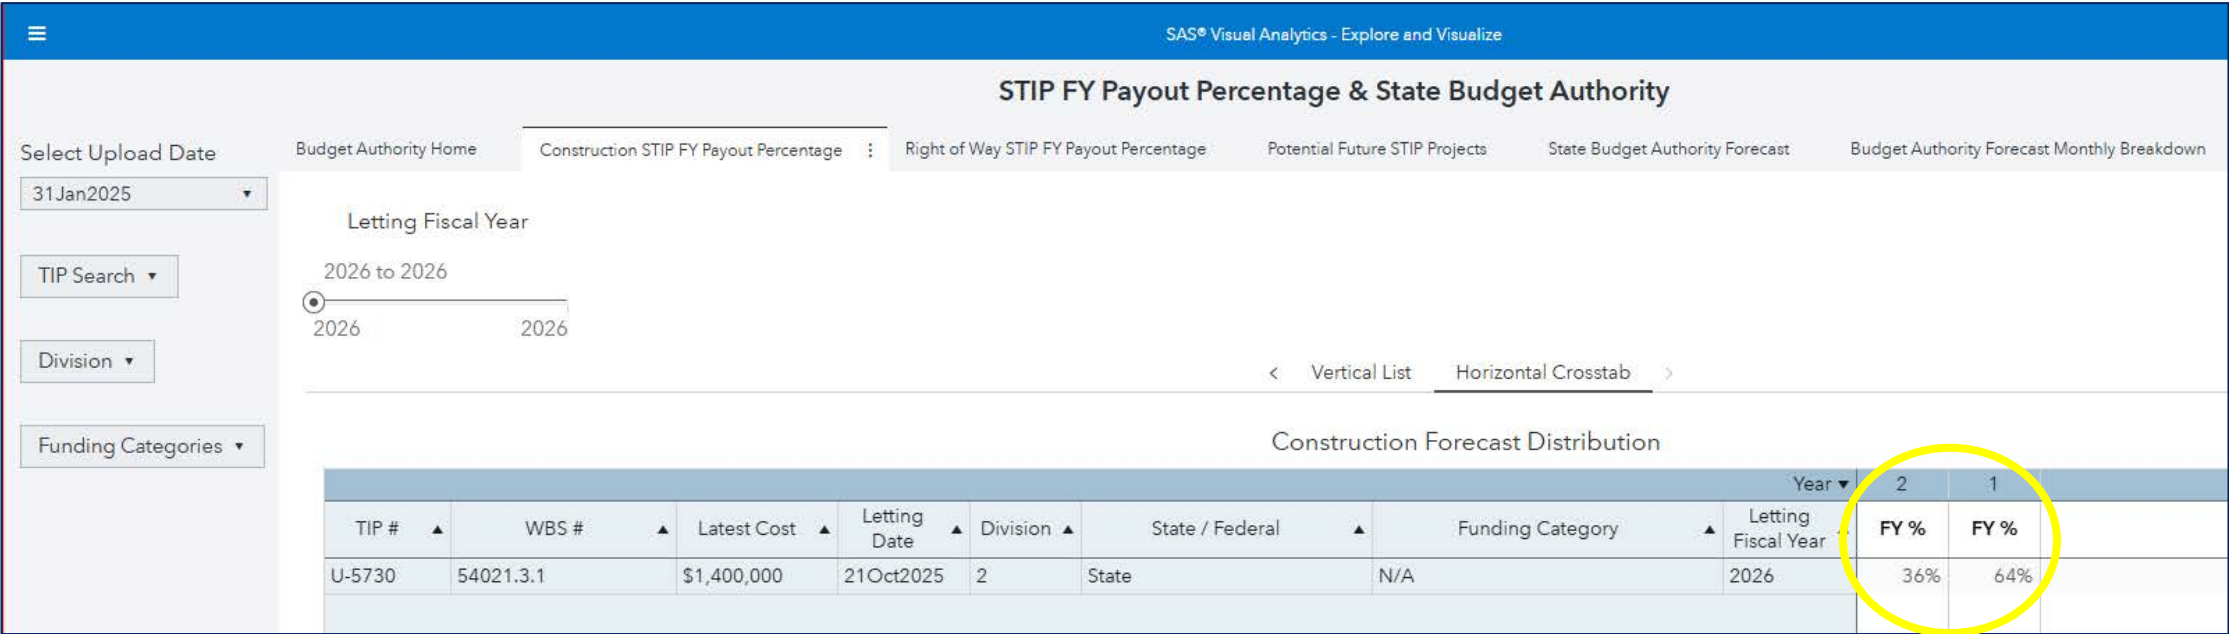 SAS® Visual Analytics - Explore and Visualize
STIP FY Payout Percentage & State Budget Authority
Select Upload Date
31Jan2025
TIP Search
Division
Funding Categories
Budget Authority Home
Construction STIP FY Payout Percentage
Right of Way STIP FY Payout Percentage
Potential Future STIP Projects
State Budget Authority Forecast
Budget Authority Forecast Monthly Breakdown
Letting Fiscal Year
2026 to 2026
2026 2026
< Vertical List Horizontal Crosstab >
Construction Forecast Distribution
Year 2 1
TIP # WBS # Latest Cost Letting Date Division State / Federal Funding Category Letting Fiscal Year FY % FY %
U-5730 54021.3.1 $1,400,000 21Oct2025 2 State N/A 2026 36% 64%